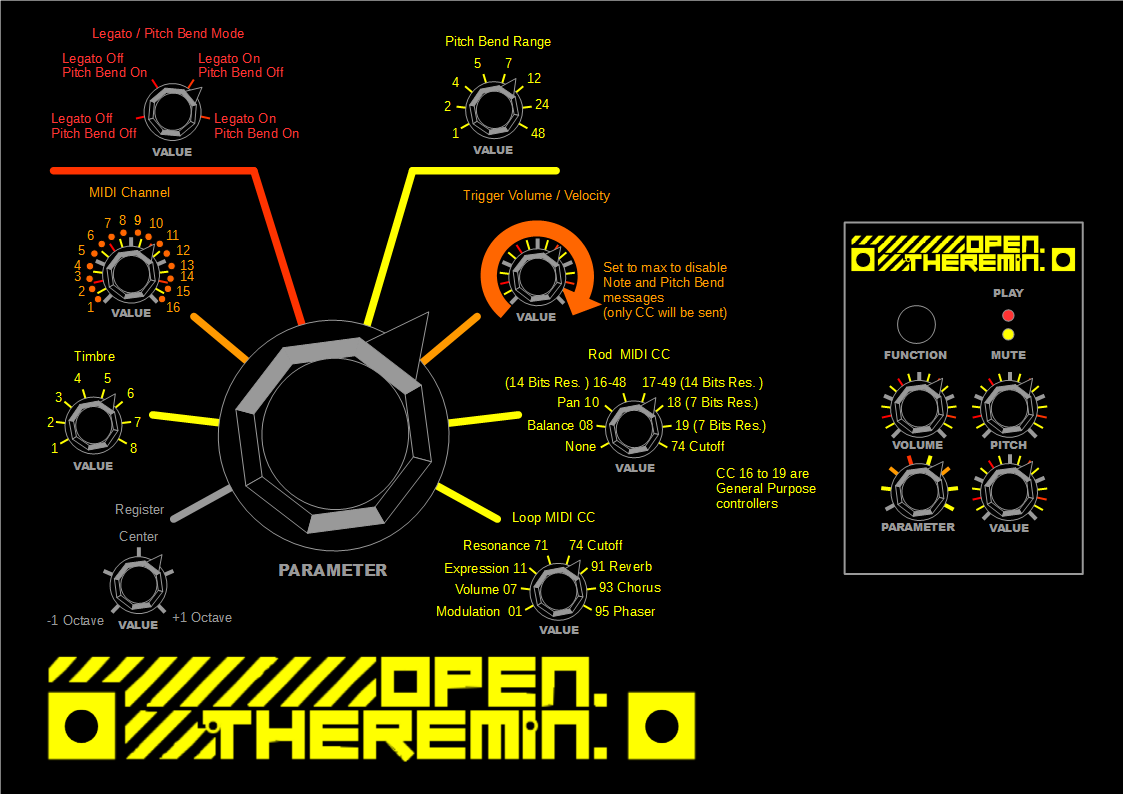 Legato / Pitch Bend Mode
Legato Off
Pitch Bend On
Legato On
Pitch Bend Off
Legato Off
Pitch Bend Off
Legato On
Pitch Bend On
VALUE
Pitch Bend Range
1
2
4
5
7
12
24
48
VALUE
MIDI Channel
1
2
3
4
5
6
7
8
9
10
11
12
13
14
15
16
VALUE
Trigger Volume / Velocity
Set to max to disable
Note and Pitch Bend
messages
(only CC will be sent)
VALUE
Timbre
1
2
3
4
5
6
7
8
VALUE
Rod  MIDI CC
(14 Bits Res. ) 16-48
17-49 (14 Bits Res. )
Pan 10
18 (7 Bits Res.)
Balance 08
19 (7 Bits Res.)
None
74 Cutoff
VALUE
CC 16 to 19 are
General Purpose
controllers
Register
Center
-1 Octave
+1 Octave
VALUE
PARAMETER
Loop MIDI CC
Resonance 71
74 Cutoff
Expression 11
91 Reverb
Volume 07
93 Chorus
Modulation  01
95 Phaser
VALUE
OPEN.
THEREMIN.
OPEN.
THEREMIN.
PLAY
FUNCTION
MUTE
VOLUME
PITCH
PARAMETER
VALUE